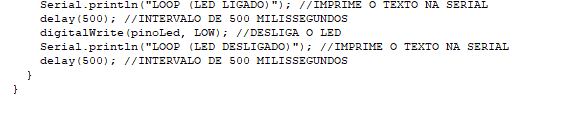 Serial.println("LOOP (LED LIGADO)"); //IMPRIME O TEXTO NA SERIAL
delay(500); //INTERVALO DE 500 MILISSEGUNDOS
digitalWrite(pinoLed, LOW); //DESLIGA O LED
Serial.println("LOOP (LED DESLIGADO)"); //IMPRIME O TEXTO NA SERIAL
delay(500); //INTERVALO DE 500 MILISSEGUNDOS
}
}